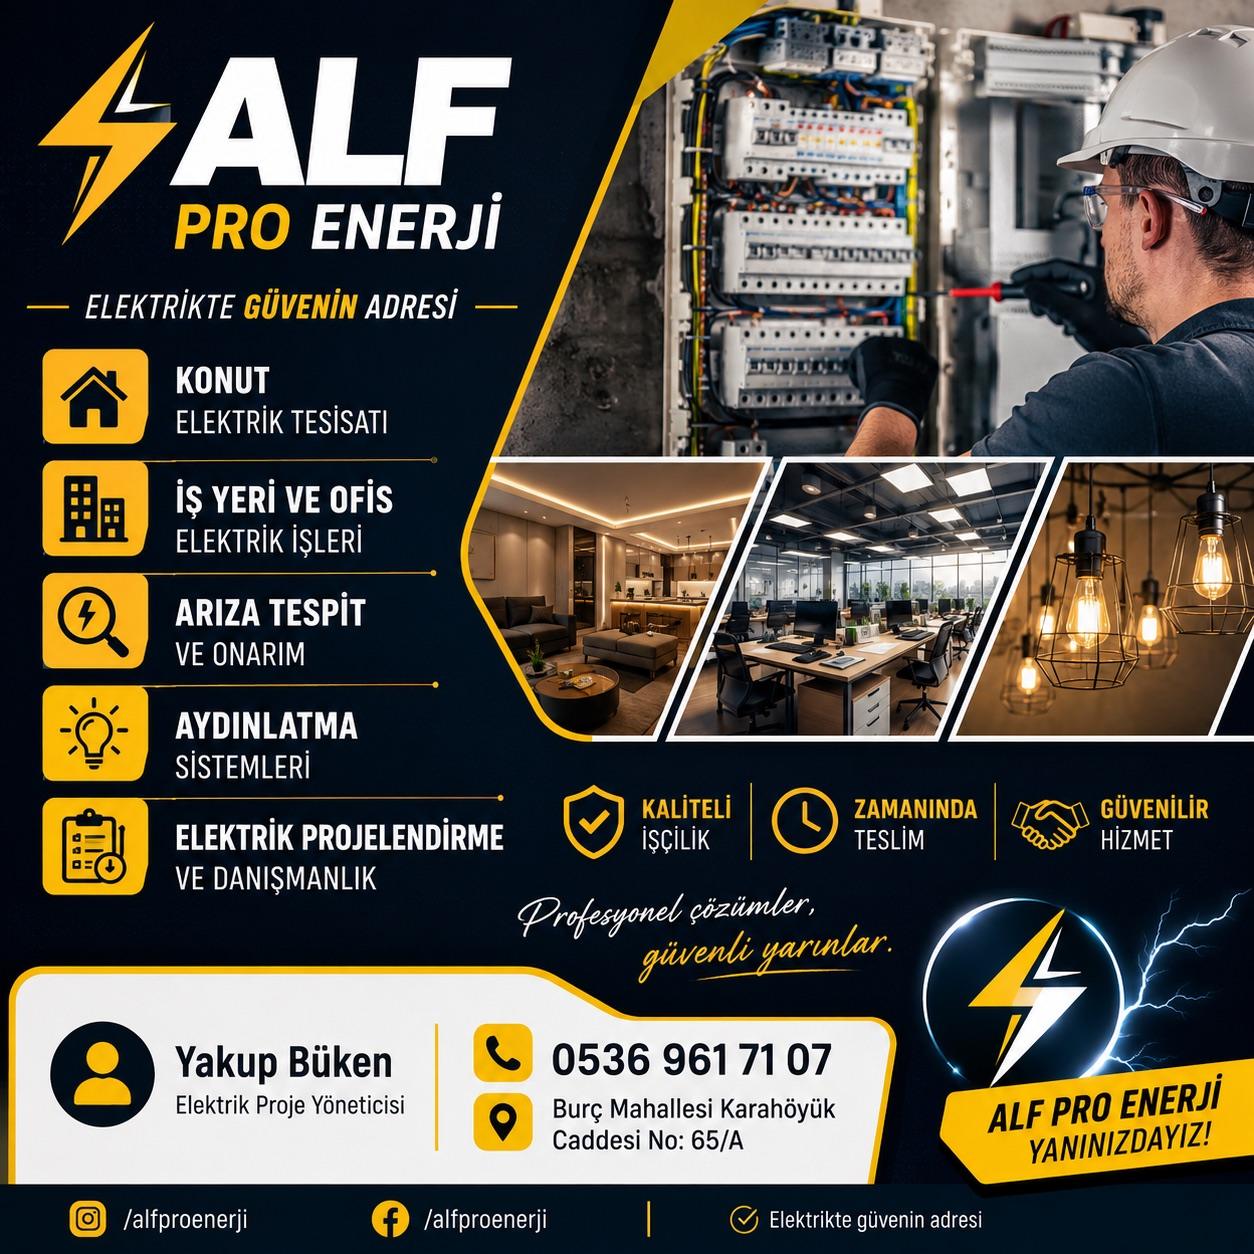 ALF
PRO ENERJİ
ELEKTRİKTE GÜVENİN ADRESİ
KONUT
ELEKTRİK TESİSATI
İŞ YERİ VE OFİS
ELEKTRİK İŞLERİ
ARIZA TESPİT
VE ONARIM
AYDINLATMA
SİSTEMLERİ
ELEKTRİK PROJELENDİRME
VE DANIŞMANLIK
KALİTELİ
İŞÇİLİK
ZAMANINDA
TESLİM
GÜVENİLİR
HİZMET
Profesyonel çözümler,
güvenli yarınlar.
Yakup Büken
Elektrik Proje Yöneticisi
0536 961 71 07
Burç Mahallesi Karahöyük
Caddesi No: 65/A
ALF PRO ENERJİ
YANINIZDAYIZ!
/alfproenerji
/alfproenerji
Elektrikte güvenin adresi